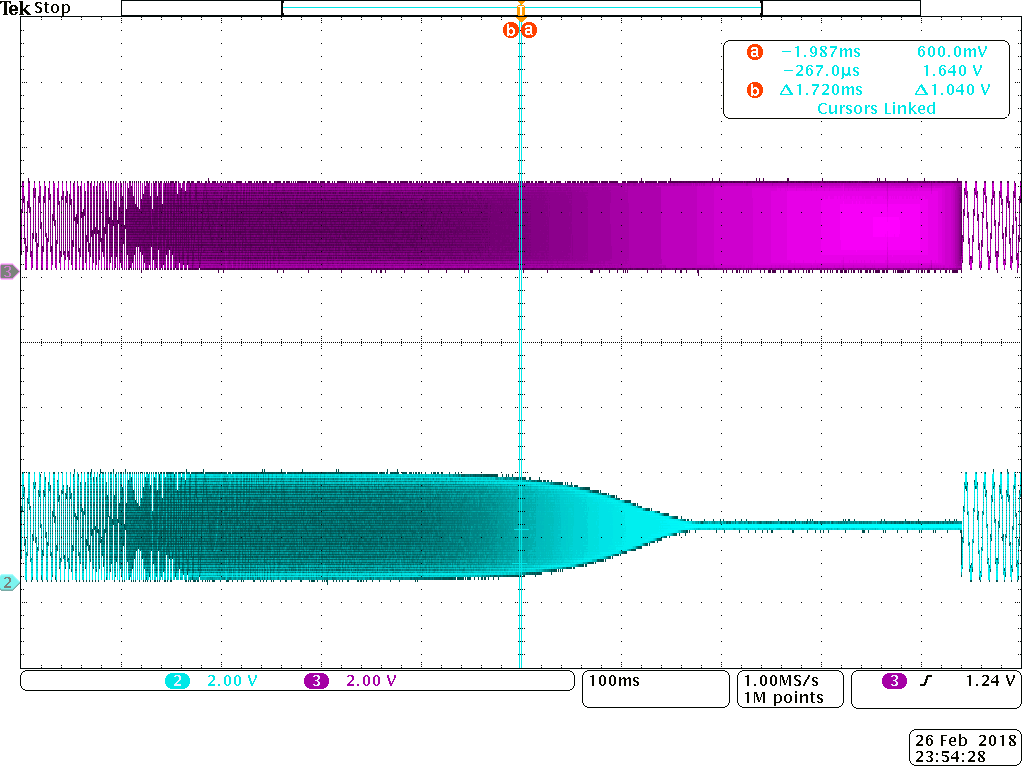 Tek Stop
T
b a
a −1.987ms 600.0mV
−267.0µs 1.640 V
b Δ1.720ms Δ1.040 V
Cursors Linked
3
2
2 2.00 V 3 2.00 V
100ms
1.00MS/s
1M points
3 1.24 V
26 Feb 2018
23:54:28